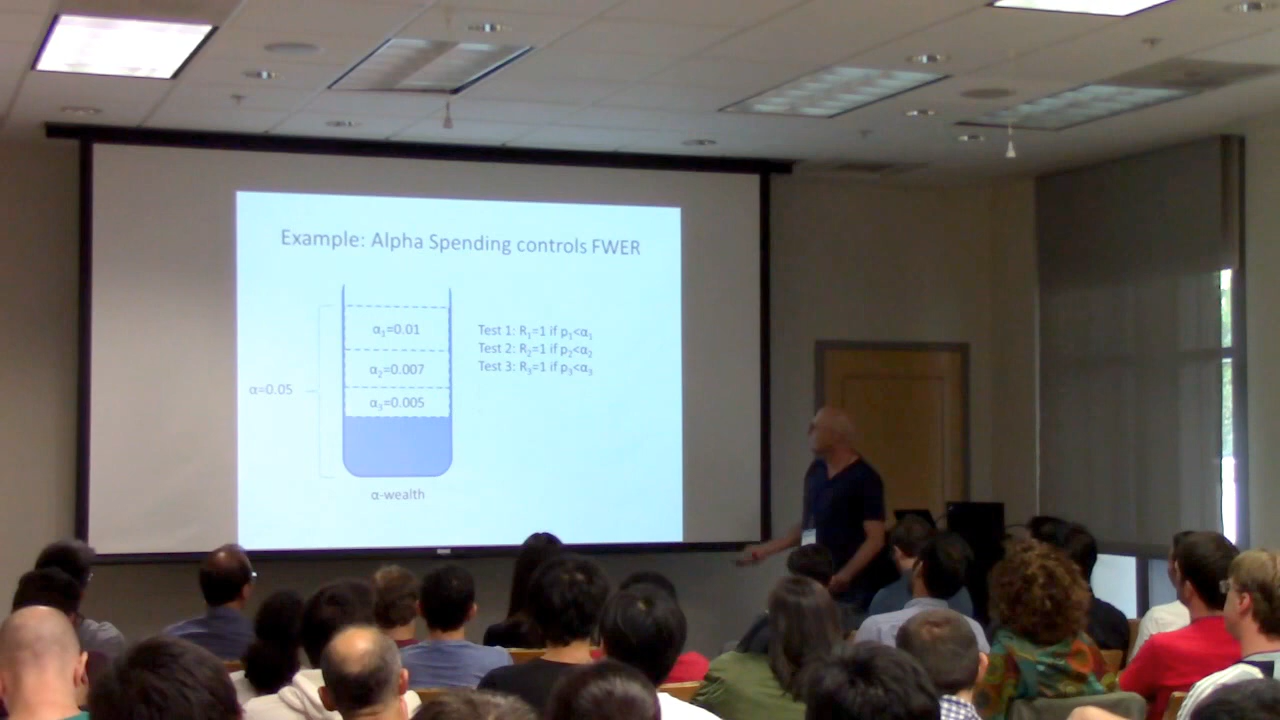 Example: Alpha Spending controls FWER
α₁=0.01
α₂=0.007
α₃=0.005
α=0.05
α-wealth
Test 1: R₁=1 if p₁<α₁
Test 2: R₂=1 if p₂<α₂
Test 3: R₃=1 if p₃<α₃